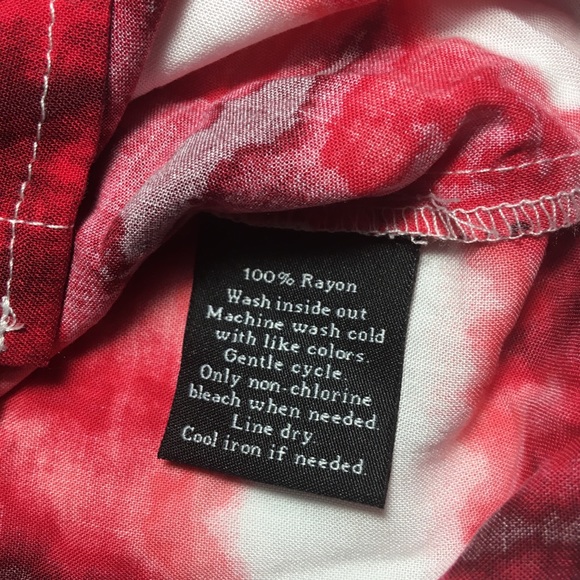 100% Rayon
Wash inside out
Machine wash cold
with like colors.
Gentle cycle.
Only non-chlorine
bleach when needed.
Line dry.
Cool iron if needed.